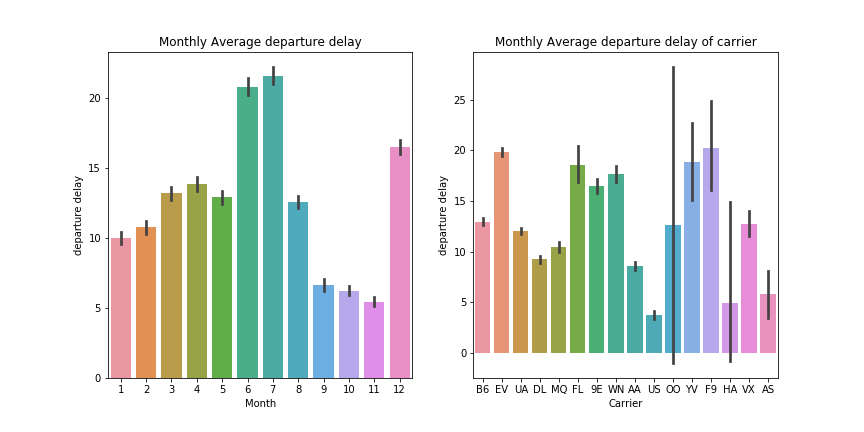 Monthly Average departure delay
departure delay
20
15
10
5
0
1 2 3 4 5 6 7 8 9 10 11 12
Month
Monthly Average departure delay of carrier
departure delay
25
20
15
10
5
0
B6 EV UA DL MQ FL 9E WN AA US OO YV F9 HA VX AS
Carrier